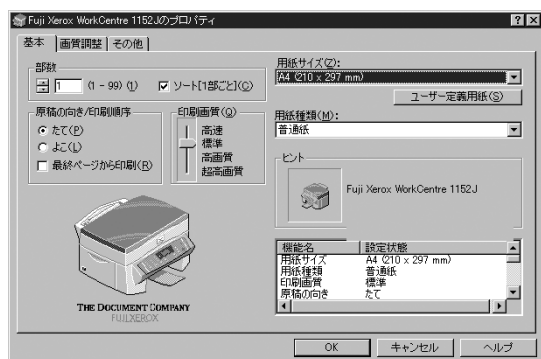 Fuji Xerox WorkCentre 1152Jのプロパティ
基本 画質調整 その他
部数
1 (1 - 99) (1) ソート[1部ごと](C)
原稿の向き/印刷順序
たて(P)
よこ(L)
最終ページから印刷(R)
印刷画質(Q)
高速
標準
高画質
超高画質
THE DOCUMENT COMPANY
FUJI XEROX
用紙サイズ(Z):
A4 (210 x 297 mm)
ユーザー定義用紙(S)
用紙種類(M):
普通紙
ヒント
Fuji Xerox WorkCentre 1152J
機能名 設定状態
用紙サイズ A4 (210 x 297 mm)
用紙種類 普通紙
印刷画質 標準
原稿の向き たて
OK キャンセル ヘルプ